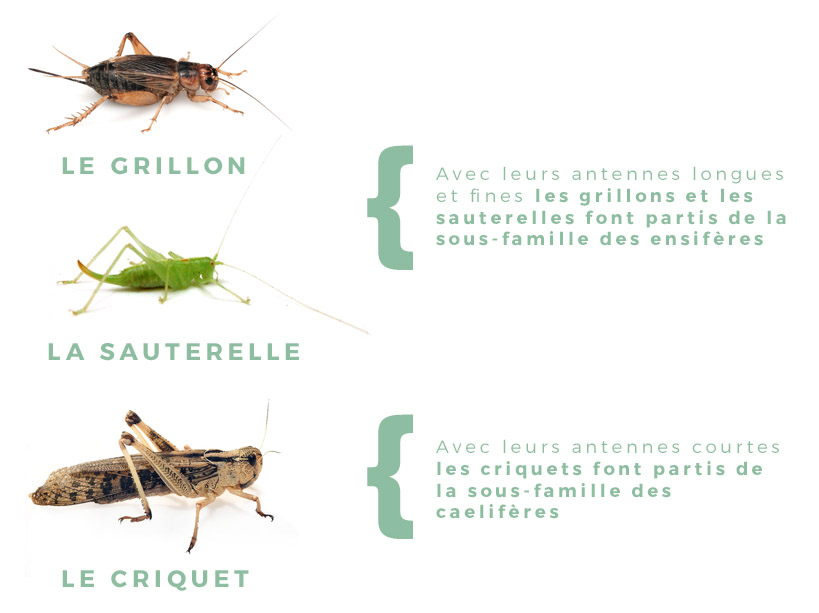 LE GRILLON
Avec leurs antennes longues
et fines les grillons et les
sauterelles font partis de la
sous-famille des ensifères
LA SAUTERELLE
Avec leurs antennes courtes
les criquets font partis de
la sous-famille des
caelifères
LE CRIQUET